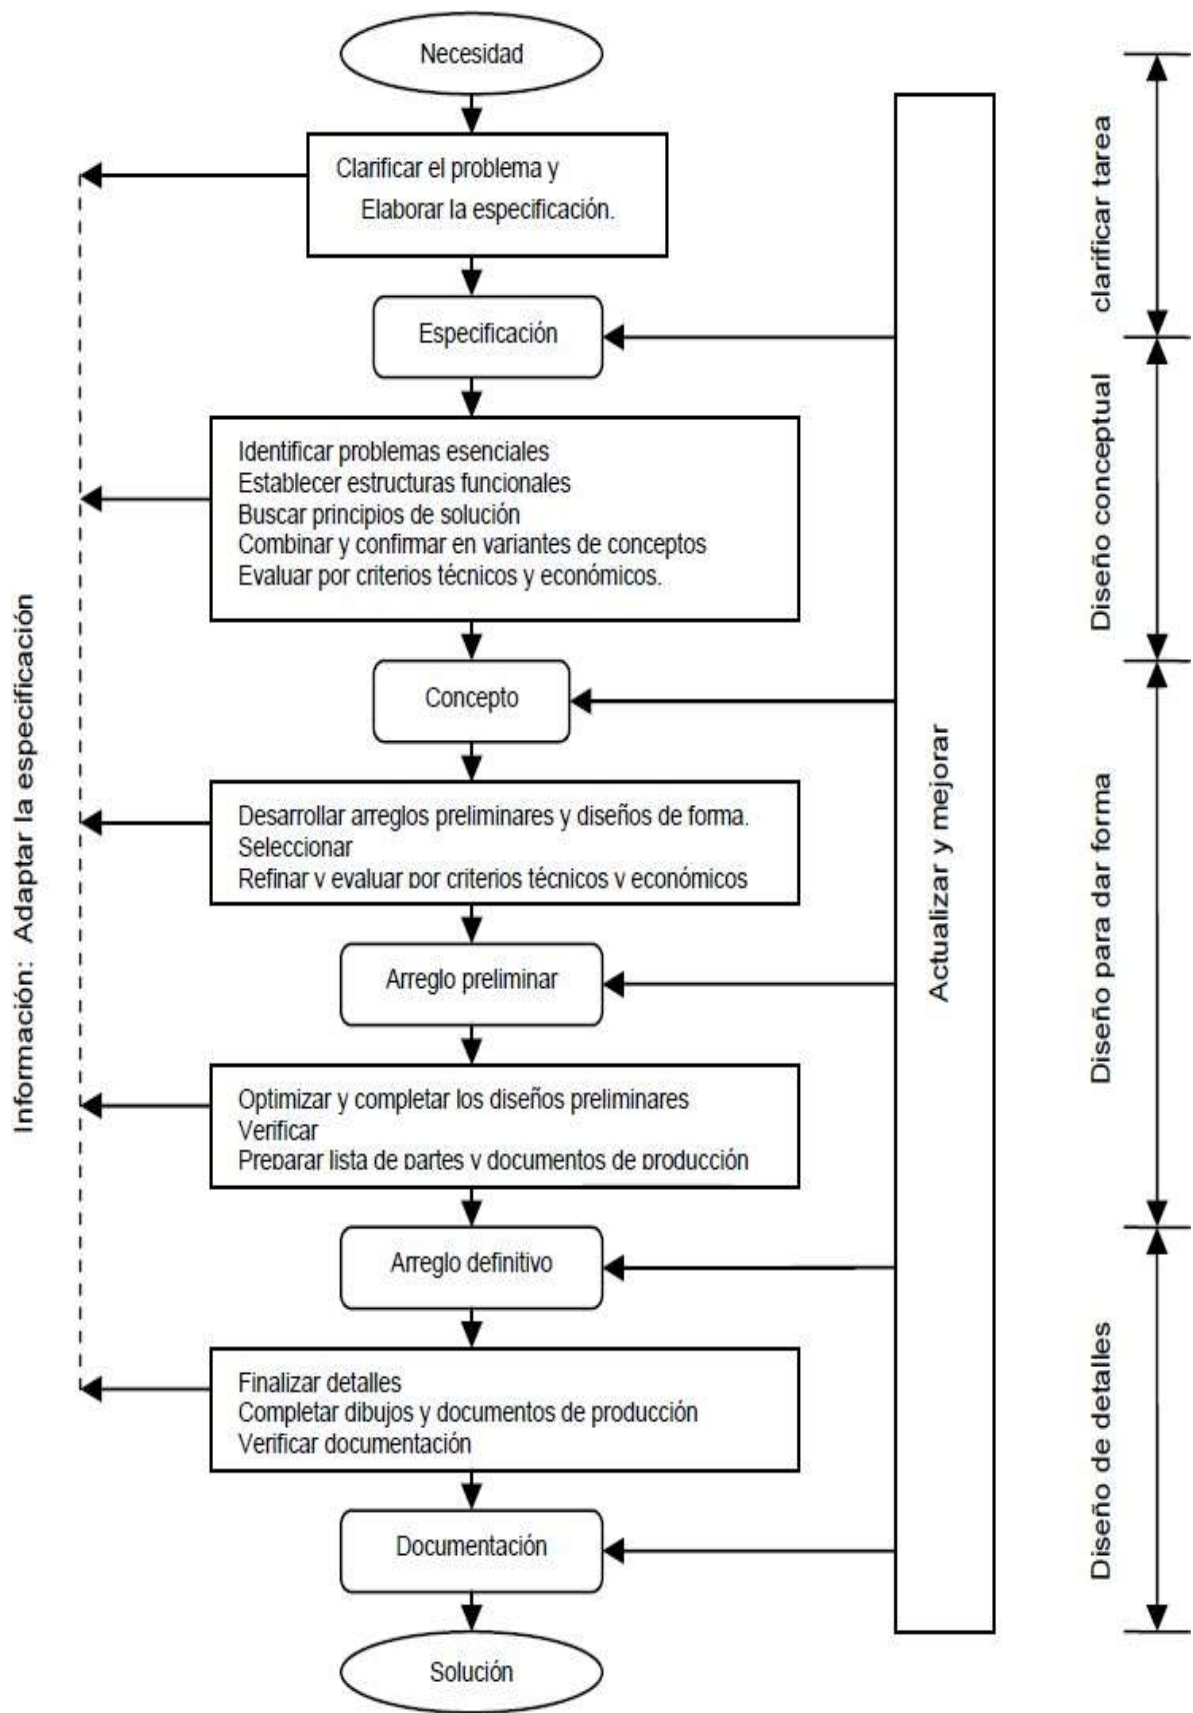 Necesidad
Clarificar el problema y
Elaborar la especificación.
Especificación
Identificar problemas esenciales
Establecer estructuras funcionales
Buscar principios de solución
Combinar y confirmar en variantes de conceptos
Evaluar por criterios técnicos y económicos.
Concepto
Desarrollar arreglos preliminares y diseños de forma.
Seleccionar
Refinar y evaluar por criterios técnicos y económicos
Arreglo preliminar
Optimizar y completar los diseños preliminares
Verificar
Preparar lista de partes y documentos de producción
Arreglo definitivo
Finalizar detalles
Completar dibujos y documentos de producción
Verificar documentación
Documentación
Solución
Información: Adaptar la especificación
Actualizar y mejorar
clarificar tarea
Diseño conceptual
Diseño para dar forma
Diseño de detalles